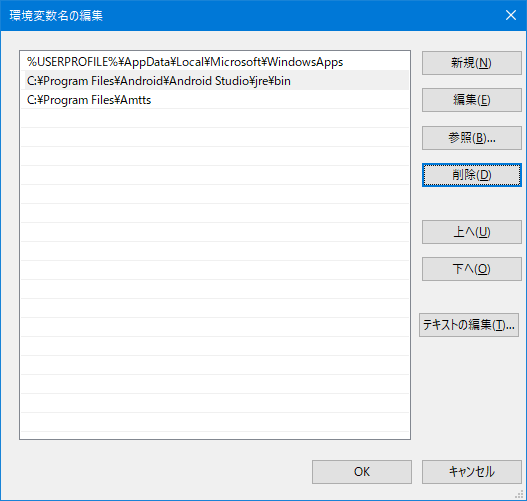 環境変数名の編集
%USERPROFILE%¥AppData¥Local¥Microsoft¥WindowsApps
C:¥Program Files¥Android¥Android Studio¥jre¥bin
C:¥Program Files¥Amtts
新規(N)
編集(E)
参照(B)...
削除(D)
上へ(U)
下へ(O)
テキストの編集(T)...
OK
キャンセル